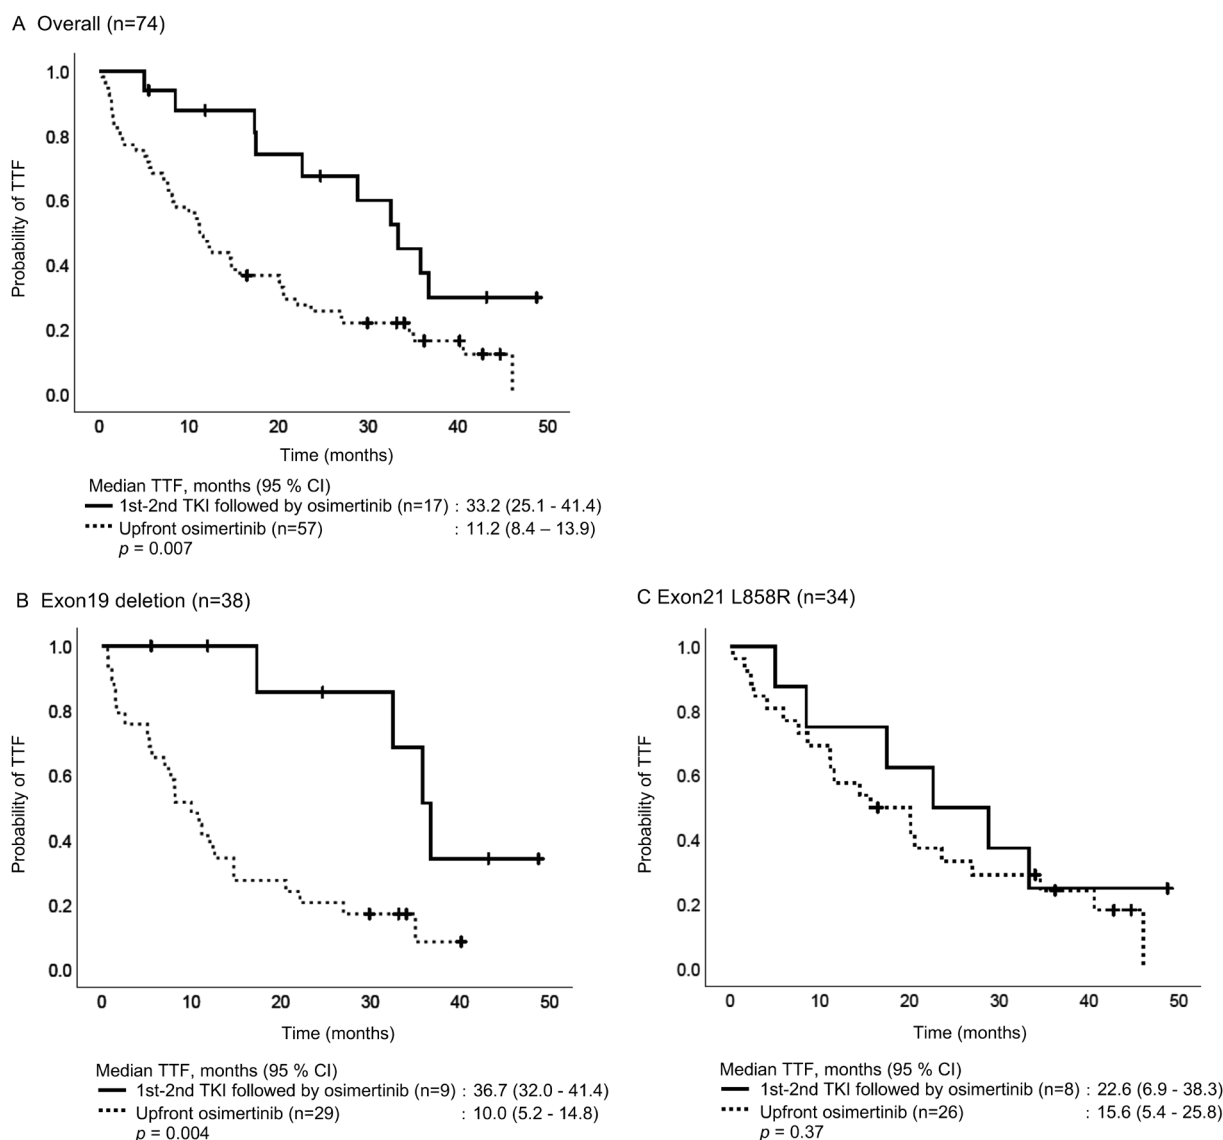 A Overall (n=74)
Probability of TTF
1.0
0.8
0.6
0.4
0.2
0.0
0 10 20 30 40 50
Time (months)
Median TTF, months (95 % CI)
1st-2nd TKI followed by osimertinib (n=17) : 33.2 (25.1 - 41.4)
Upfront osimertinib (n=57) : 11.2 (8.4 – 13.9)
p = 0.007
B Exon19 deletion (n=38)
Probability of TTF
1.0
0.8
0.6
0.4
0.2
0.0
0 10 20 30 40 50
Time (months)
Median TTF, months (95 % CI)
1st-2nd TKI followed by osimertinib (n=9) : 36.7 (32.0 - 41.4)
Upfront osimertinib (n=29) : 10.0 (5.2 - 14.8)
p = 0.004
C Exon21 L858R (n=34)
Probability of TTF
1.0
0.8
0.6
0.4
0.2
0.0
0 10 20 30 40 50
Time (months)
Median TTF, months (95 % CI)
1st-2nd TKI followed by osimertinib (n=8) : 22.6 (6.9 - 38.3)
Upfront osimertinib (n=26) : 15.6 (5.4 - 25.8)
p = 0.37